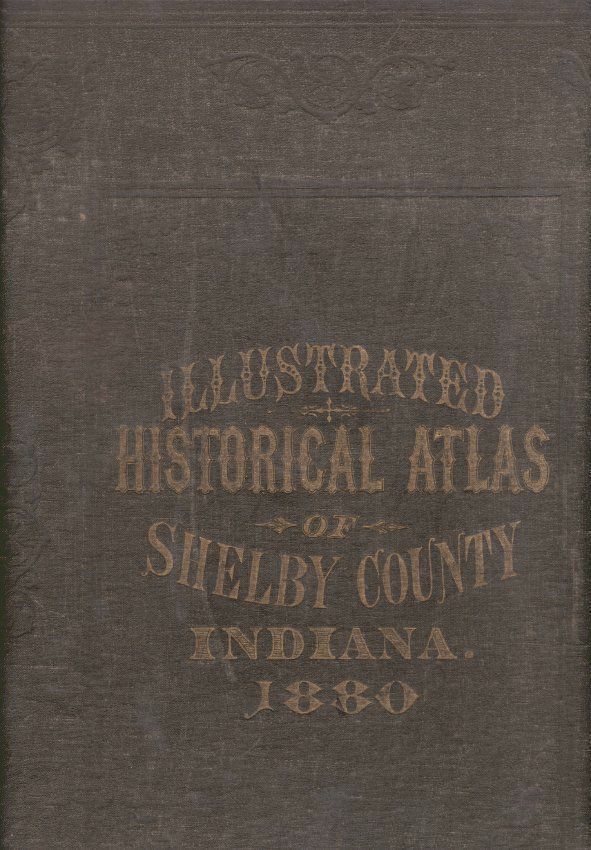 ILLUSTRATED
HISTORICAL ATLAS
OF
SHELBY COUNTY
INDIANA.
1880